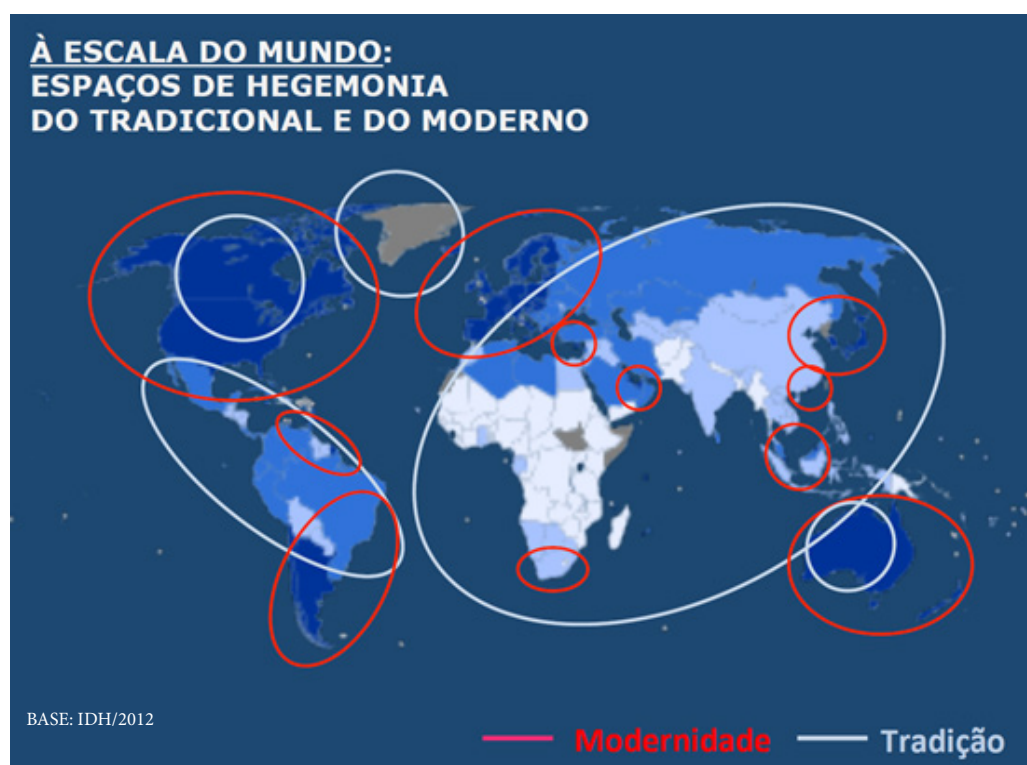 À ESCALA DO MUNDO:
ESPAÇOS DE HEGEMONIA
DO TRADICIONAL E DO MODERNO
BASE: IDH/2012
Modernidade
Tradição